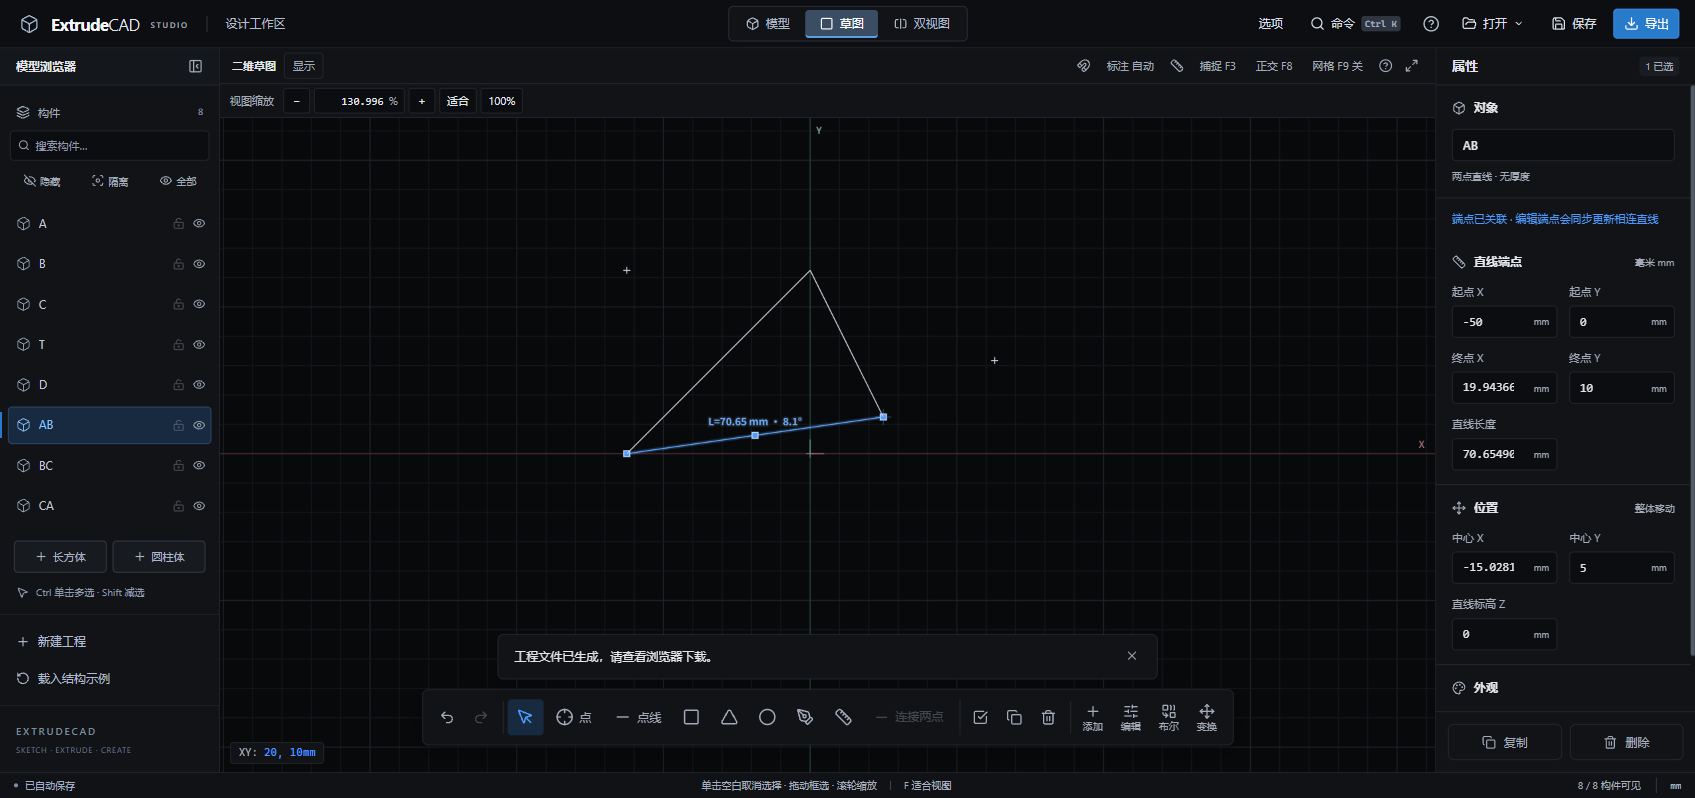 ExtrudeCAD STUDIO 设计工作区 模型 草图 双视图 选项 命令 Ctrl K 打开 保存 导出
模型浏览器
二维草图 显示 标注 自动 捕捉 F3 正交 F8 网格 F9 关
属性 1 已选
视图缩放 − 130.996 % + 适合 100%
构件 8
搜索构件...
隐藏 隔离 全部
A
B
C
T
D
AB
BC
CA
+ 长方体 + 圆柱体
Ctrl 单击多选 · Shift 减选
+ 新建工程
载入结构示例
EXTRUDECAD
SKETCH · EXTRUDE · CREATE
Y
L=70.65 mm · 8.1°
X
工程文件已生成，请查看浏览器下载。
点 点线 连接两点 添加 编辑 布尔 变换
XY: 20, 10mm
对象
AB
两点直线 · 无厚度
端点已关联 · 编辑端点会同步更新相连直线
直线端点 毫米 mm
起点 X 起点 Y
-50 mm 0 mm
终点 X 终点 Y
19.94366 mm 10 mm
直线长度
70.65490 mm
位置 整体移动
中心 X 中心 Y
-15.0281 mm 5 mm
直线标高 Z
0 mm
外观
复制 删除
已自动保存 单击空白取消选择 · 拖动框选 · 滚轮缩放 F 适合视图 8 / 8 构件可见 mm